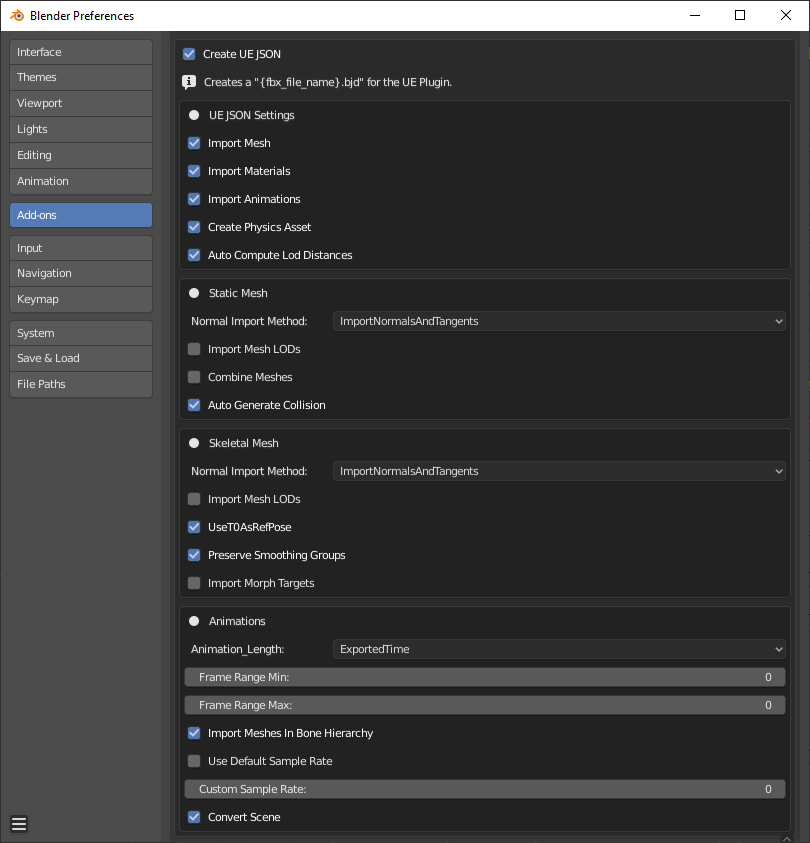 Blender Preferences
Interface
Themes
Viewport
Lights
Editing
Animation
Add-ons
Input
Navigation
Keymap
System
Save & Load
File Paths
Create UE JSON
Creates a "{fbx_file_name}.bjd" for the UE Plugin.
UE JSON Settings
Import Mesh
Import Materials
Import Animations
Create Physics Asset
Auto Compute Lod Distances
Static Mesh
Normal Import Method: ImportNormalsAndTangents
Import Mesh LODs
Combine Meshes
Auto Generate Collision
Skeletal Mesh
Normal Import Method: ImportNormalsAndTangents
Import Mesh LODs
UseT0AsRefPose
Preserve Smoothing Groups
Import Morph Targets
Animations
Animation_Length: ExportedTime
Frame Range Min: 0
Frame Range Max: 0
Import Meshes In Bone Hierarchy
Use Default Sample Rate
Custom Sample Rate: 0
Convert Scene